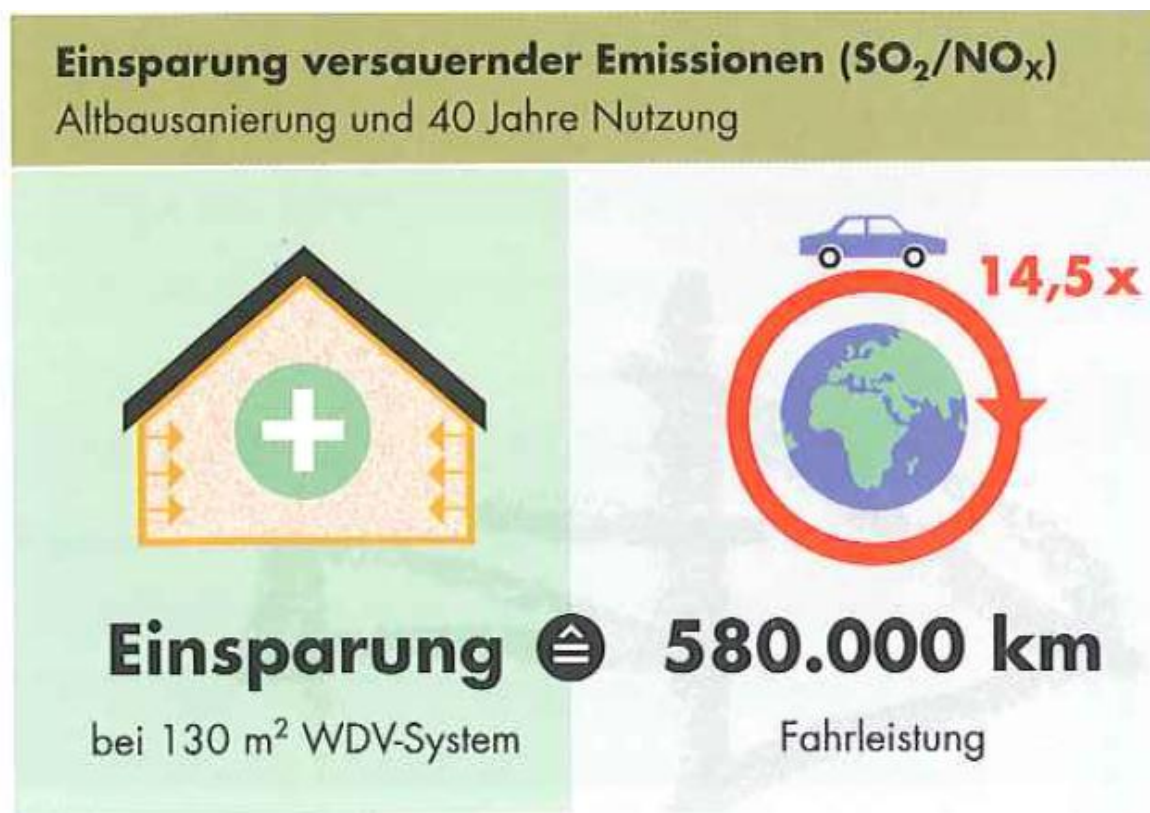 Einsparung versauernder Emissionen (SO₂/NOₓ)
Altbausanierung und 40 Jahre Nutzung
14,5 x
Einsparung ≙ 580.000 km
bei 130 m² WDV-System
Fahrleistung